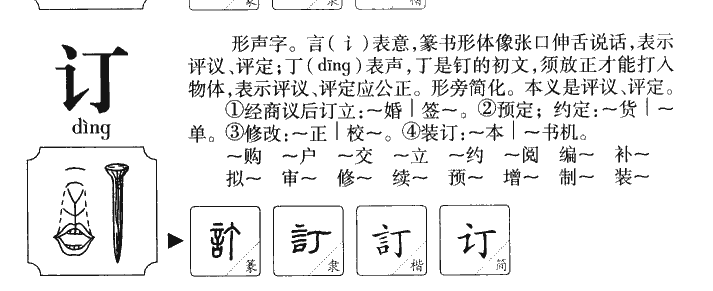 篆 隶 楷
订
dìng
形声字。言(讠)表意,篆书形体像张口伸舌说话,表示
评议、评定;丁(dīng)表声,丁是钉的初文,须放正才能打入
物体,表示评议、评定应公正。形旁简化。本义是评议、评定。
①经商议后订立:～婚｜签～。②预定;约定:～货｜～
单。③修改:～正｜校～。④装订:～本｜～书机。
～购 ～户 ～交 ～立 ～约 ～阅 编～ 补～
拟～ 审～ 修～ 续～ 预～ 增～ 制～ 装～
訂 篆 訂 隶 訂 楷 订 简